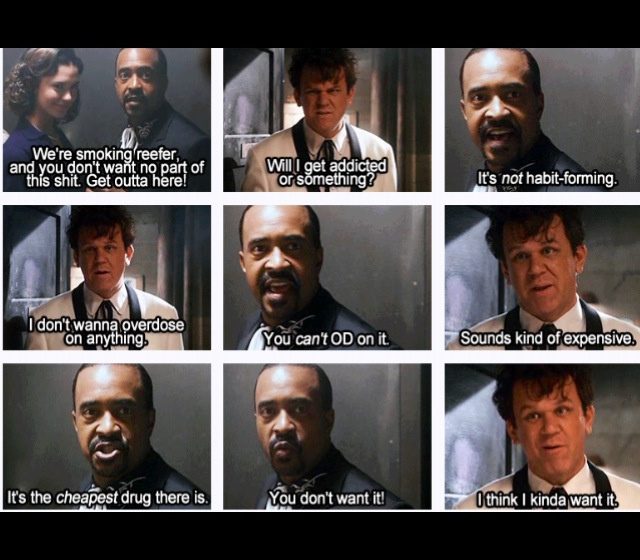 We're smoking reefer,
and you don't want no part of
this shit. Get outta here!
Will I get addicted
or something?
It's not habit-forming.
I don't wanna overdose
on anything.
You can't OD on it.
Sounds kind of expensive.
It's the cheapest drug there is.
You don't want it!
I think I kinda want it.